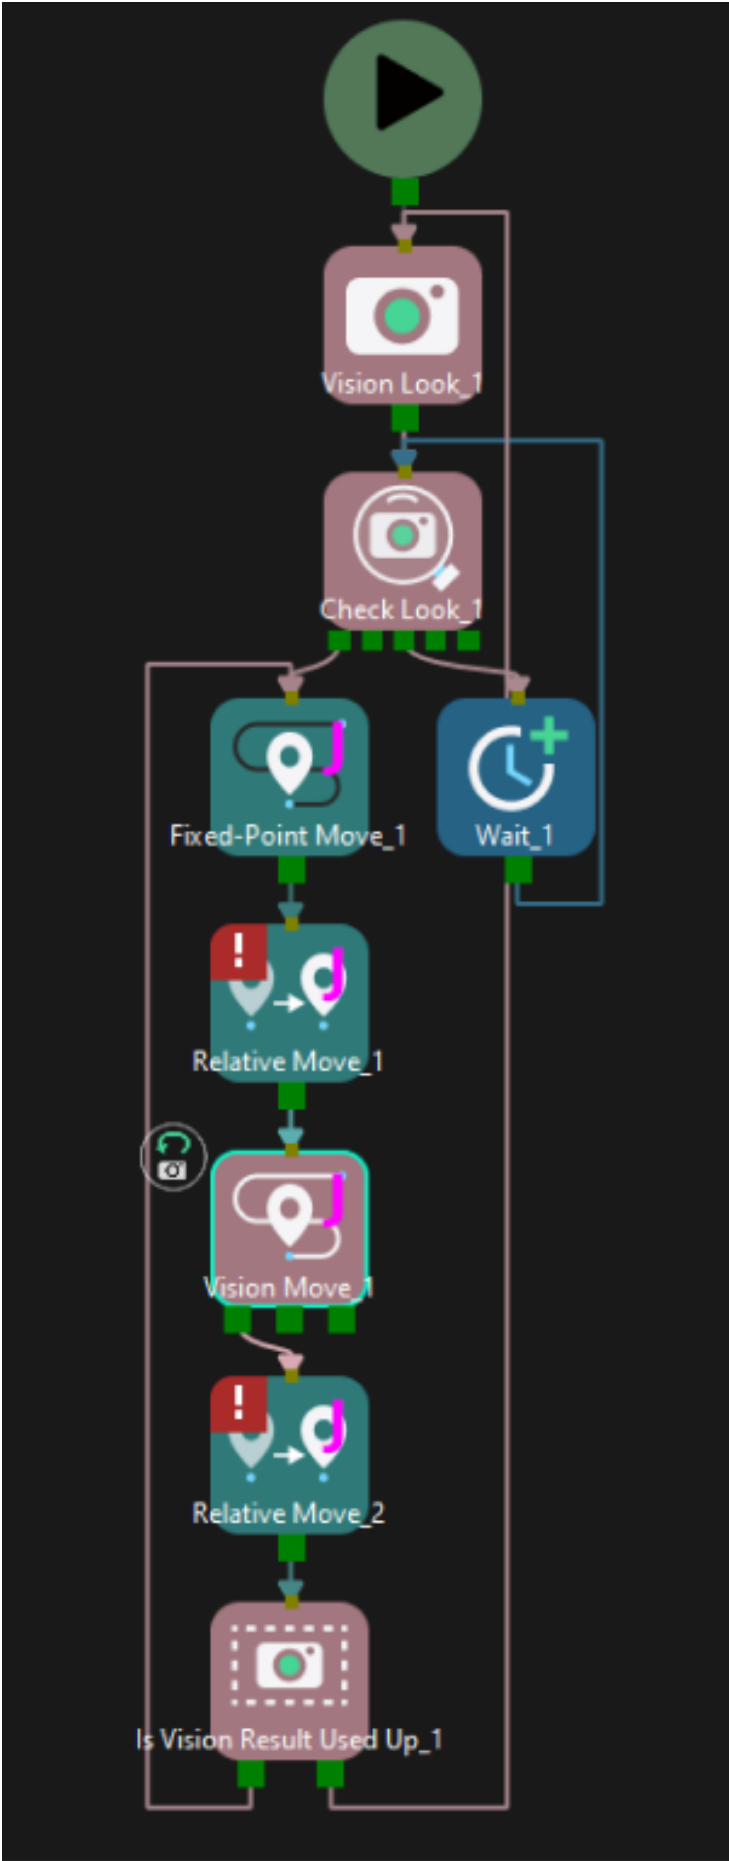 Vision Look_1
Check Look_1
J
Fixed-Point Move_1
Wait_1
!
J
Relative Move_1
J
Vision Move_1
!
J
Relative Move_2
Is Vision Result Used Up_1